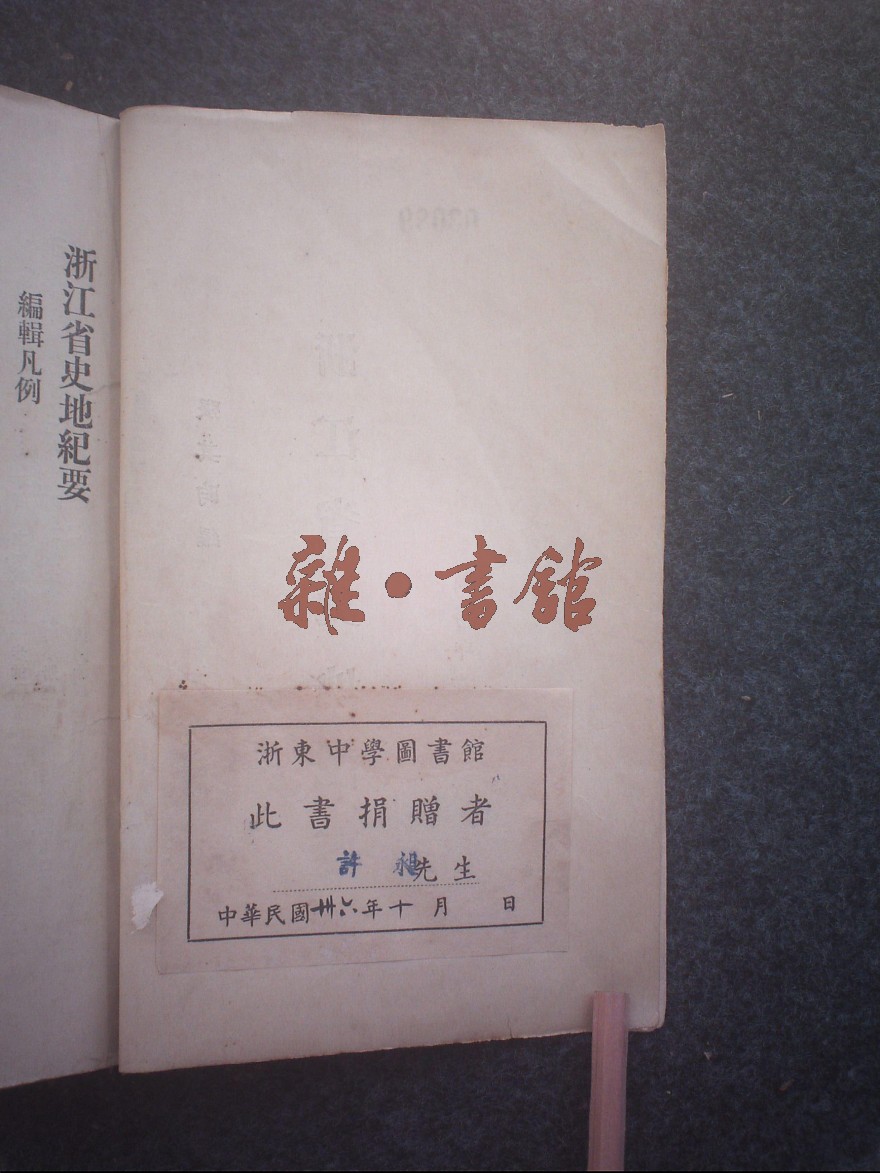 浙江省史地紀要
編輯凡例
雜·書館
浙東中學圖書館
此書捐贈者
許昶先生
中華民國卅六年十月 日